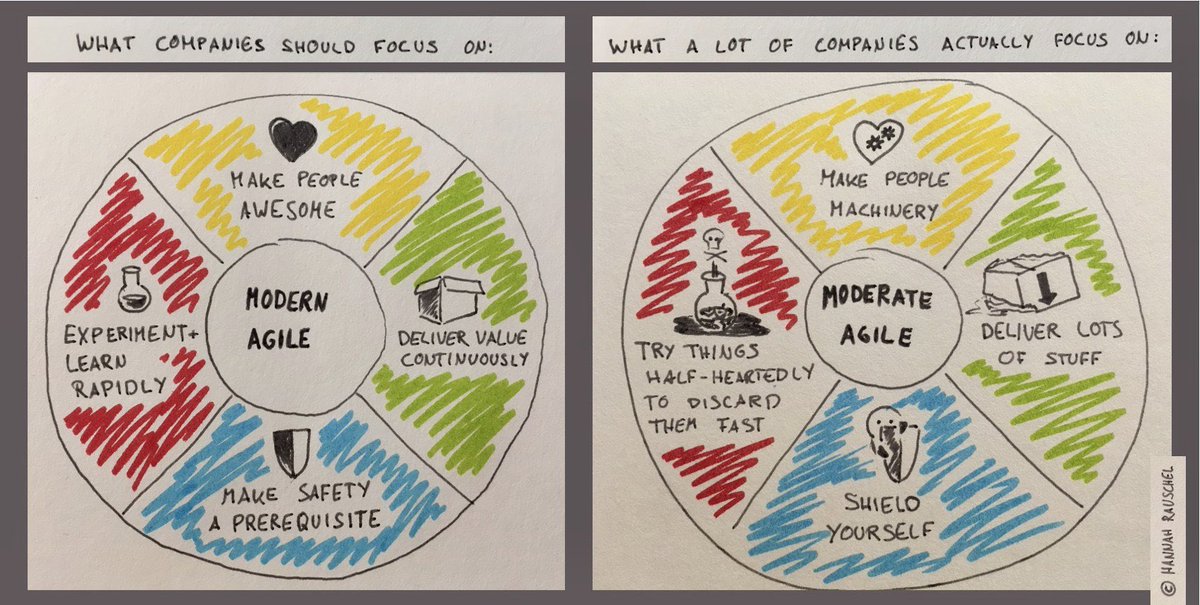 WHAT COMPANIES SHOULD FOCUS ON:
MAKE PEOPLE
AWESOME
EXPERIMENT+
LEARN
RAPIDLY
MODERN
AGILE
DELIVER VALUE
CONTINUOUSLY
MAKE SAFETY
A PREREQUISITE
WHAT A LOT OF COMPANIES ACTUALLY FOCUS ON:
MAKE PEOPLE
MACHINERY
TRY THINGS
HALF-HEARTEDLY
TO DISCARD
THEM FAST
MODERATE
AGILE
DELIVER LOTS
OF STUFF
SHIELD
YOURSELF
© HANNAH RAUSCHEL